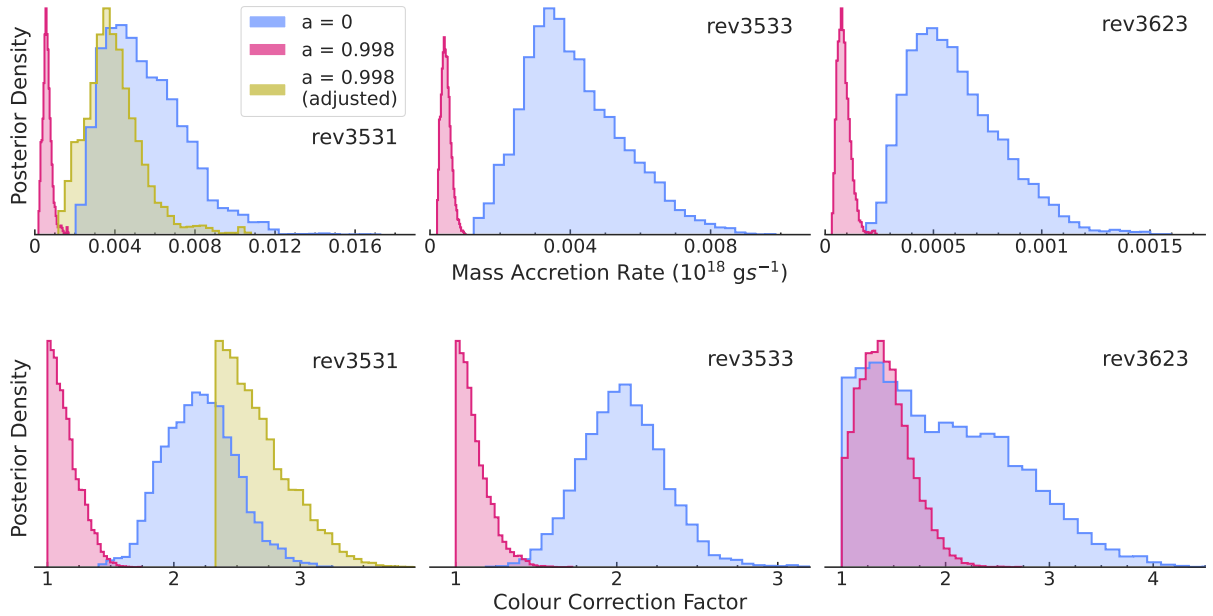 Posterior Density
a = 0
a = 0.998
a = 0.998
(adjusted)
rev3531
rev3533
rev3623
0 0.004 0.008 0.012 0.016
0 0.004 0.008
0 0.0005 0.001 0.0015
Mass Accretion Rate (10¹⁸ gs⁻¹)
Posterior Density
rev3531
rev3533
rev3623
1 2 3
1 2 3
1 2 3 4
Colour Correction Factor